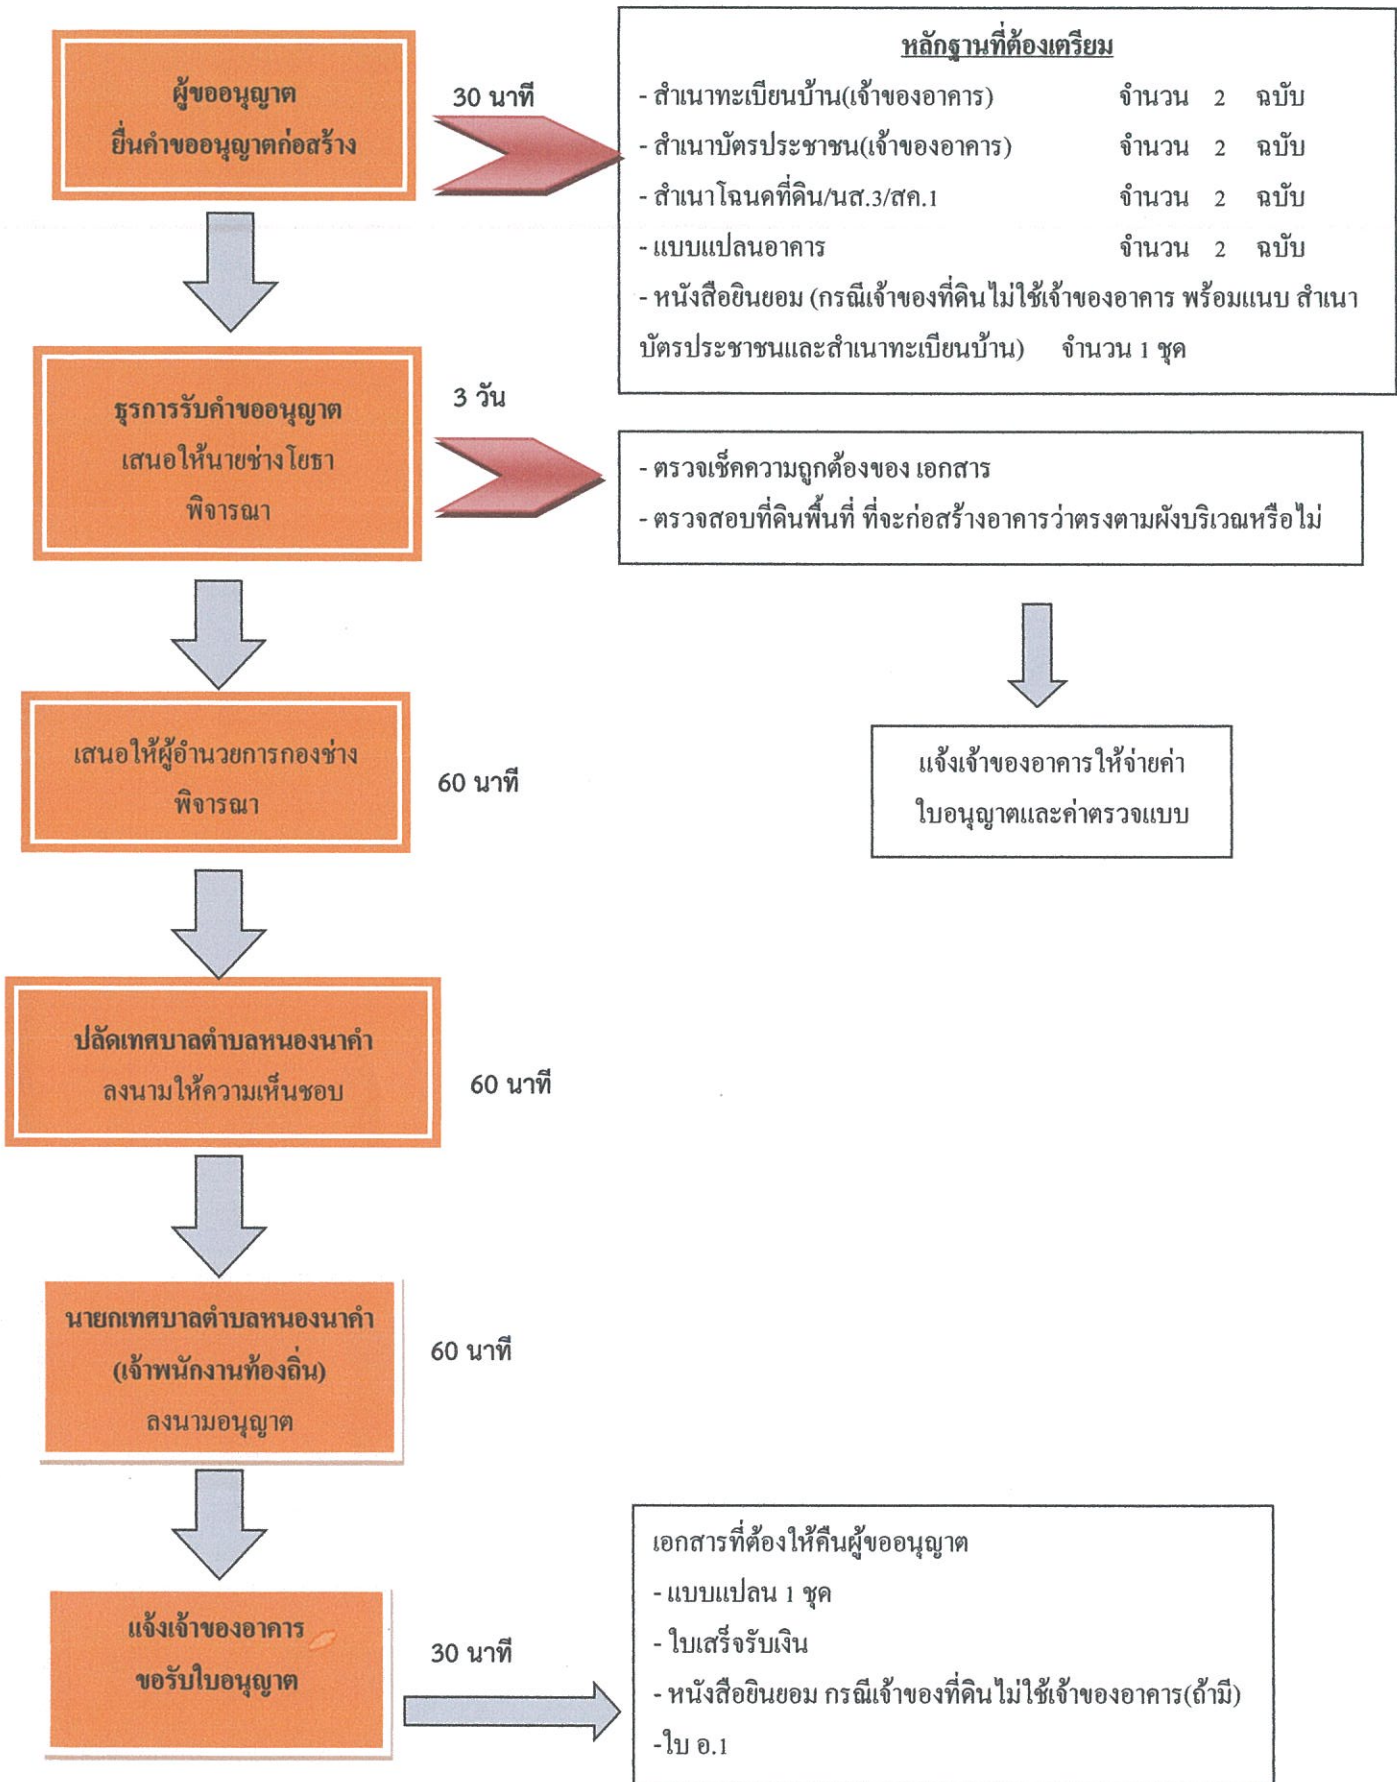 ผู้ขออนุญาต
ยื่นคำขออนุญาตก่อสร้าง
30 นาที
หลักฐานที่ต้องเตรียม
- สำเนาทะเบียนบ้าน(เจ้าของอาคาร) จำนวน 2 ฉบับ
- สำเนาบัตรประชาชน(เจ้าของอาคาร) จำนวน 2 ฉบับ
- สำเนาโฉนดที่ดิน/นส.3/สค.1 จำนวน 2 ฉบับ
- แบบแปลนอาคาร จำนวน 2 ฉบับ
- หนังสือยินยอม (กรณีเจ้าของที่ดินไม่ใช้เจ้าของอาคาร พร้อมแนบ สำเนา
บัตรประชาชนและสำเนาทะเบียนบ้าน) จำนวน 1 ชุด
ธุรการรับคำขออนุญาต
เสนอให้นายช่างโยธา
พิจารณา
3 วัน
- ตรวจเช็คความถูกต้องของ เอกสาร
- ตรวจสอบที่ดินพื้นที่ ที่จะก่อสร้างอาคารว่าตรงตามผังบริเวณหรือไม่
เสนอให้ผู้อำนวยการกองช่าง
พิจารณา
60 นาที
แจ้งเจ้าของอาคารให้จ่ายค่า
ใบอนุญาตและค่าตรวจแบบ
ปลัดเทศบาลตำบลหนองนาคำ
ลงนามให้ความเห็นชอบ
60 นาที
นายกเทศบาลตำบลหนองนาคำ
(เจ้าพนักงานท้องถิ่น)
ลงนามอนุญาต
60 นาที
แจ้งเจ้าของอาคาร
ขอรับใบอนุญาต
30 นาที
เอกสารที่ต้องให้คืนผู้ขออนุญาต
- แบบแปลน 1 ชุด
- ใบเสร็จรับเงิน
- หนังสือยินยอม กรณีเจ้าของที่ดินไม่ใช้เจ้าของอาคาร(ถ้ามี)
-ใบ อ.1